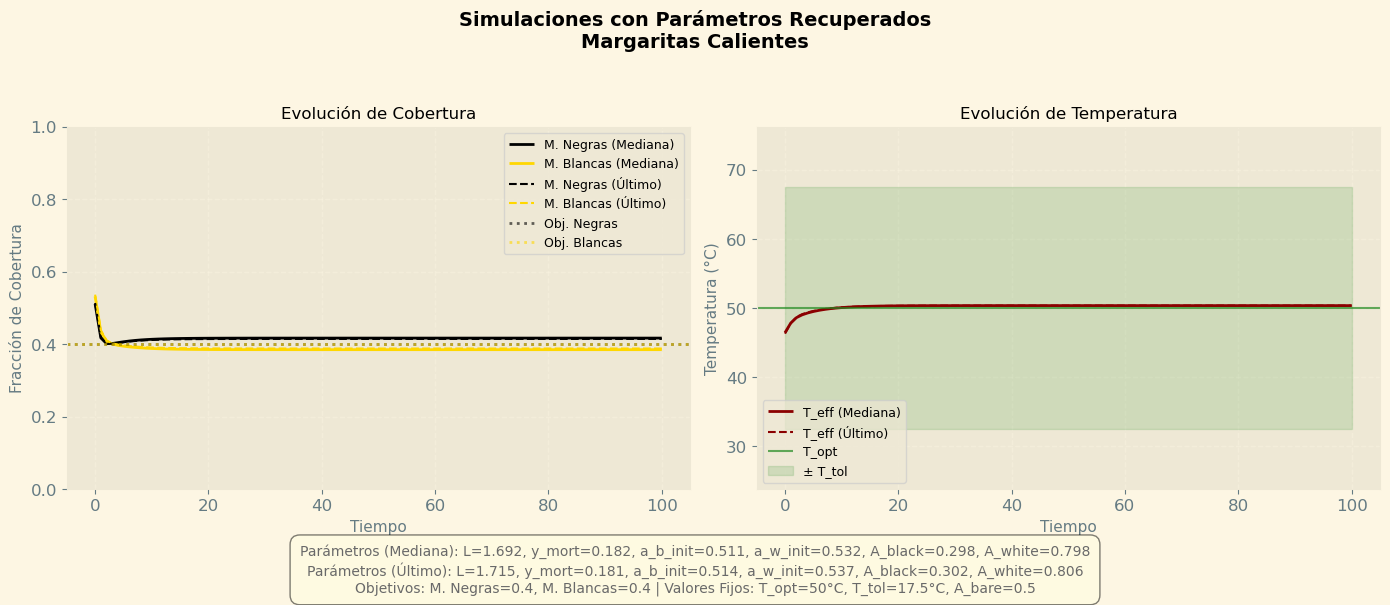 Simulaciones con Parámetros Recuperados
Margaritas Calientes
Evolución de Cobertura
Fracción de Cobertura
1.0
0.8
0.6
0.4
0.2
0.0
M. Negras (Mediana)
M. Blancas (Mediana)
M. Negras (Último)
M. Blancas (Último)
Obj. Negras
Obj. Blancas
0 20 40 60 80 100
Tiempo
Evolución de Temperatura
Temperatura (°C)
70
60
50
40
30
T_eff (Mediana)
T_eff (Último)
T_opt
± T_tol
0 20 40 60 80 100
Tiempo
Parámetros (Mediana): L=1.692, y_mort=0.182, a_b_init=0.511, a_w_init=0.532, A_black=0.298, A_white=0.798
Parámetros (Último): L=1.715, y_mort=0.181, a_b_init=0.514, a_w_init=0.537, A_black=0.302, A_white=0.806
Objetivos: M. Negras=0.4, M. Blancas=0.4 | Valores Fijos: T_opt=50°C, T_tol=17.5°C, A_bare=0.5